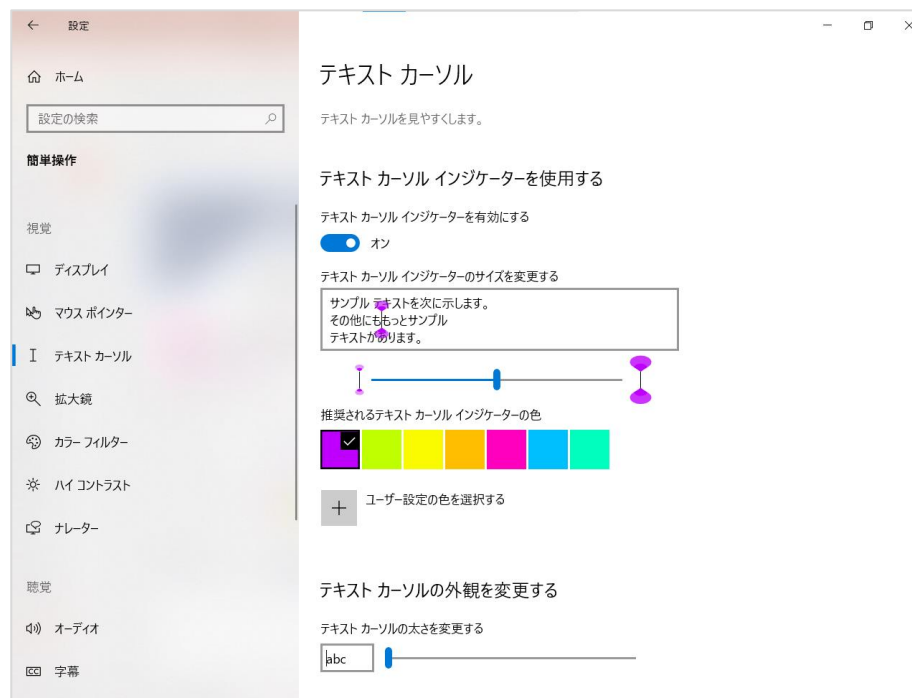 設定
ホーム
設定の検索
簡単操作
視覚
ディスプレイ
マウス ポインター
テキスト カーソル
拡大鏡
カラー フィルター
ハイ コントラスト
ナレーター
聴覚
オーディオ
CC 字幕
テキスト カーソル
テキスト カーソルを見やすくします。
テキスト カーソル インジケーターを使用する
テキスト カーソル インジケーターを有効にする
オン
テキスト カーソル インジケーターのサイズを変更する
サンプル テキストを次に示します。
その他にももっとサンプル
テキストがあります。
推奨されるテキスト カーソル インジケーターの色
ユーザー設定の色を選択する
テキスト カーソルの外観を変更する
テキスト カーソルの太さを変更する
abc